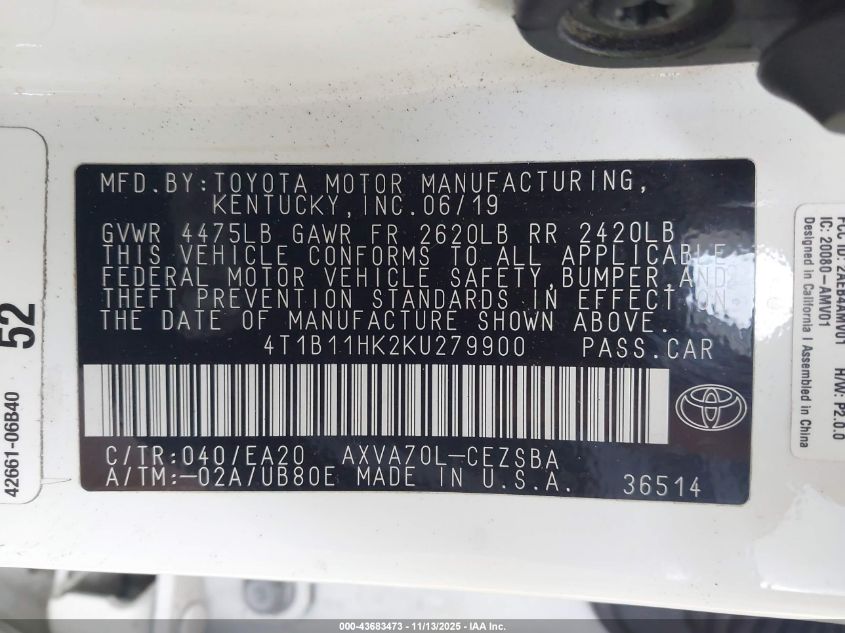 MFD.BY:TOYOTA MOTOR MANUFACTURING,
KENTUCKY,INC.06/19
GVWR 4475LB GAWR FR 2620LB RR 2420LB
THIS VEHICLE CONFORMS TO ALL APPLICABLE
FEDERAL MOTOR VEHICLE SAFETY,BUMPER,AND
THEFT PREVENTION STANDARDS IN EFFECT ON
THE DATE OF MANUFACTURE SHOWN ABOVE.
4T1B11HK2KU279900 PASS.CAR
C/TR:040/EA20 AXVA70L-CEZSBA
A/TM:-02A/UB80E MADE IN U.S.A. 36514
52
42661-06B40
FCC ID: 2AEB4AMV01
IC: 20080-AMV01 H/W: P2.0.0
Designed in California I Assembled in China
000-43683473 - 11/13/2025 - IAA Inc.